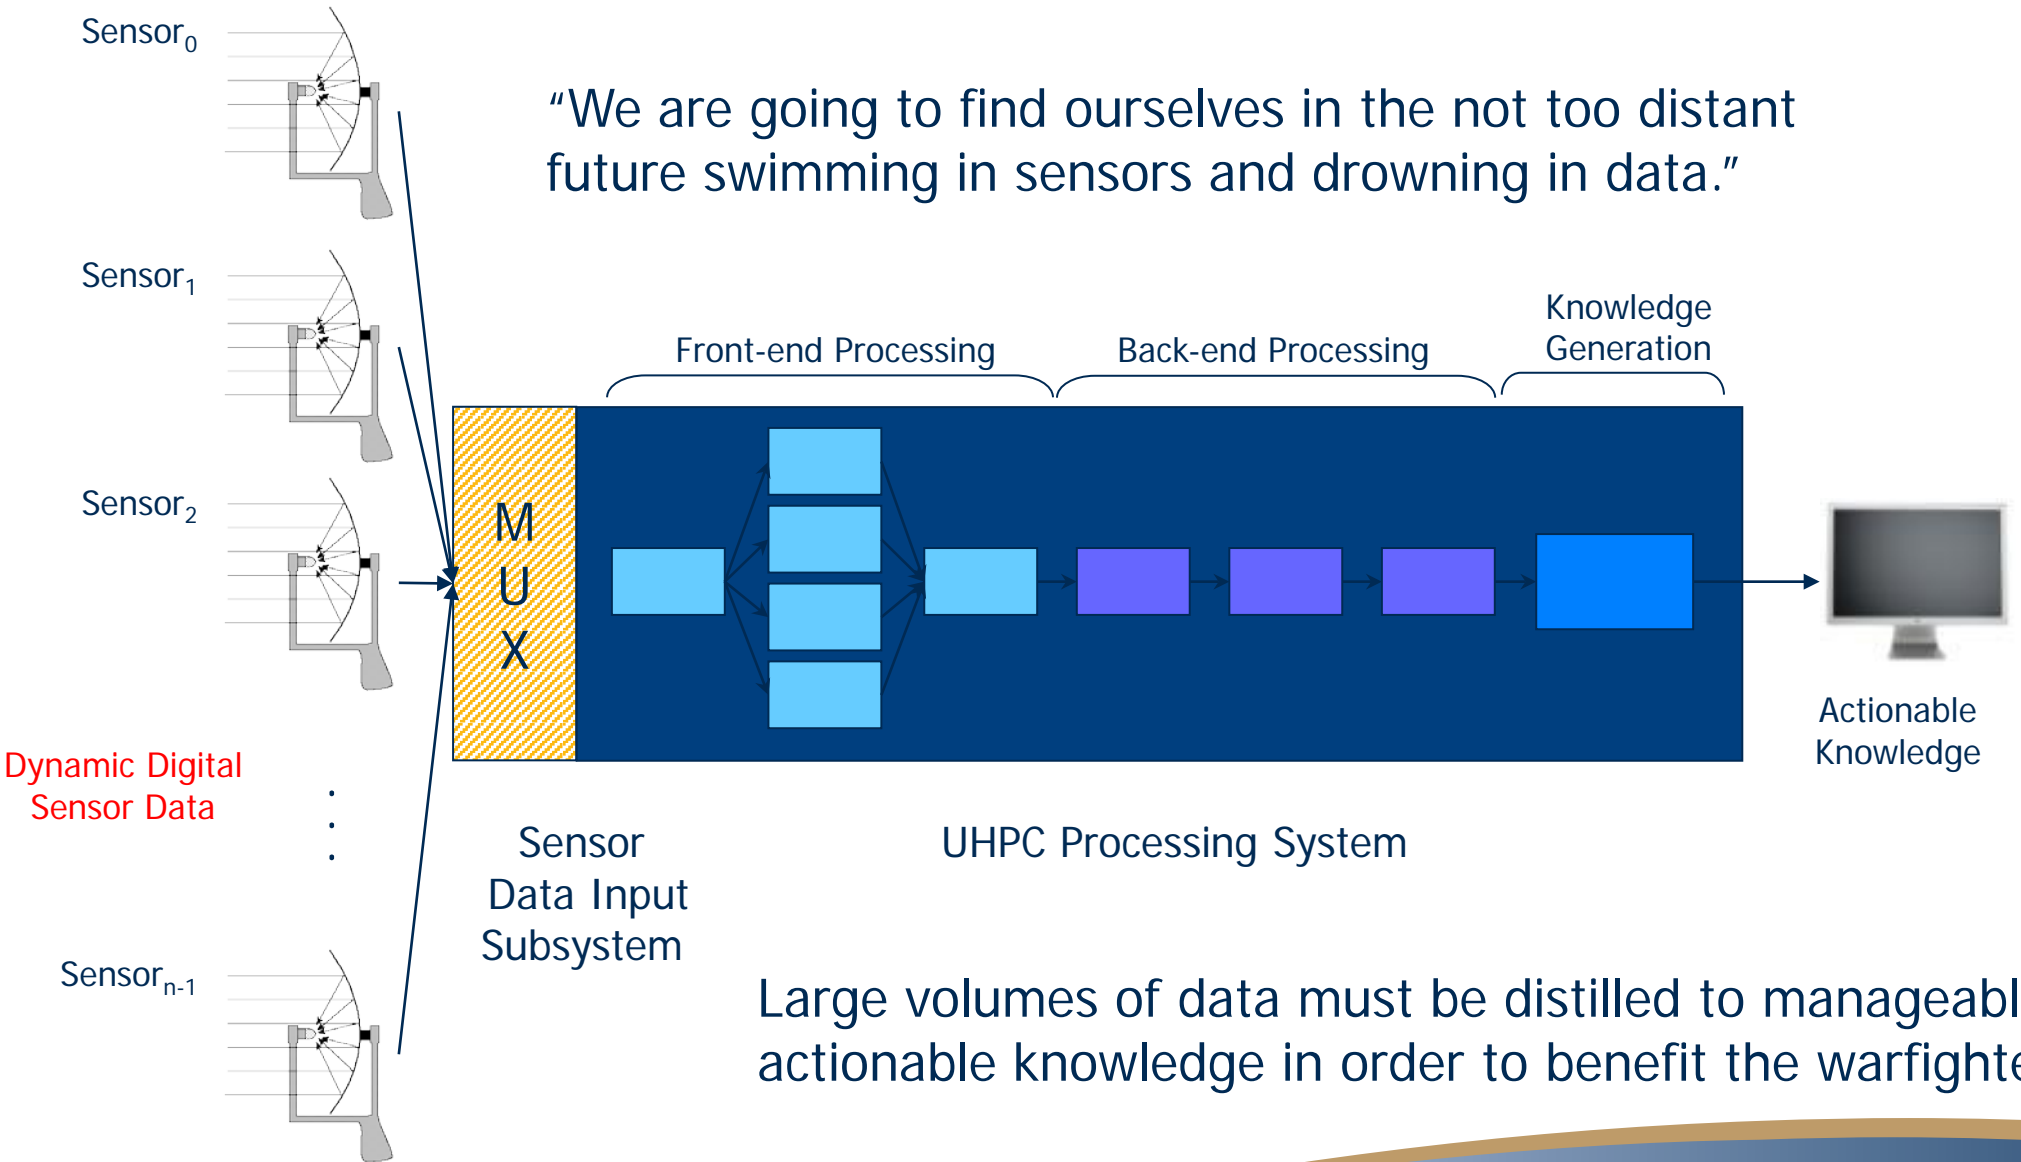 Sensor0
“We are going to find ourselves in the not too distant
future swimming in sensors and drowning in data.”
Sensor1
Knowledge
Generation
Front-end Processing
Back-end Processing
Sensor2
M
U
X
Actionable
Knowledge
Dynamic Digital
Sensor Data
.
.
.
Sensor
Data Input
Subsystem
UHPC Processing System
Sensorn-1
Large volumes of data must be distilled to
actionable knowledge in order to benefit the